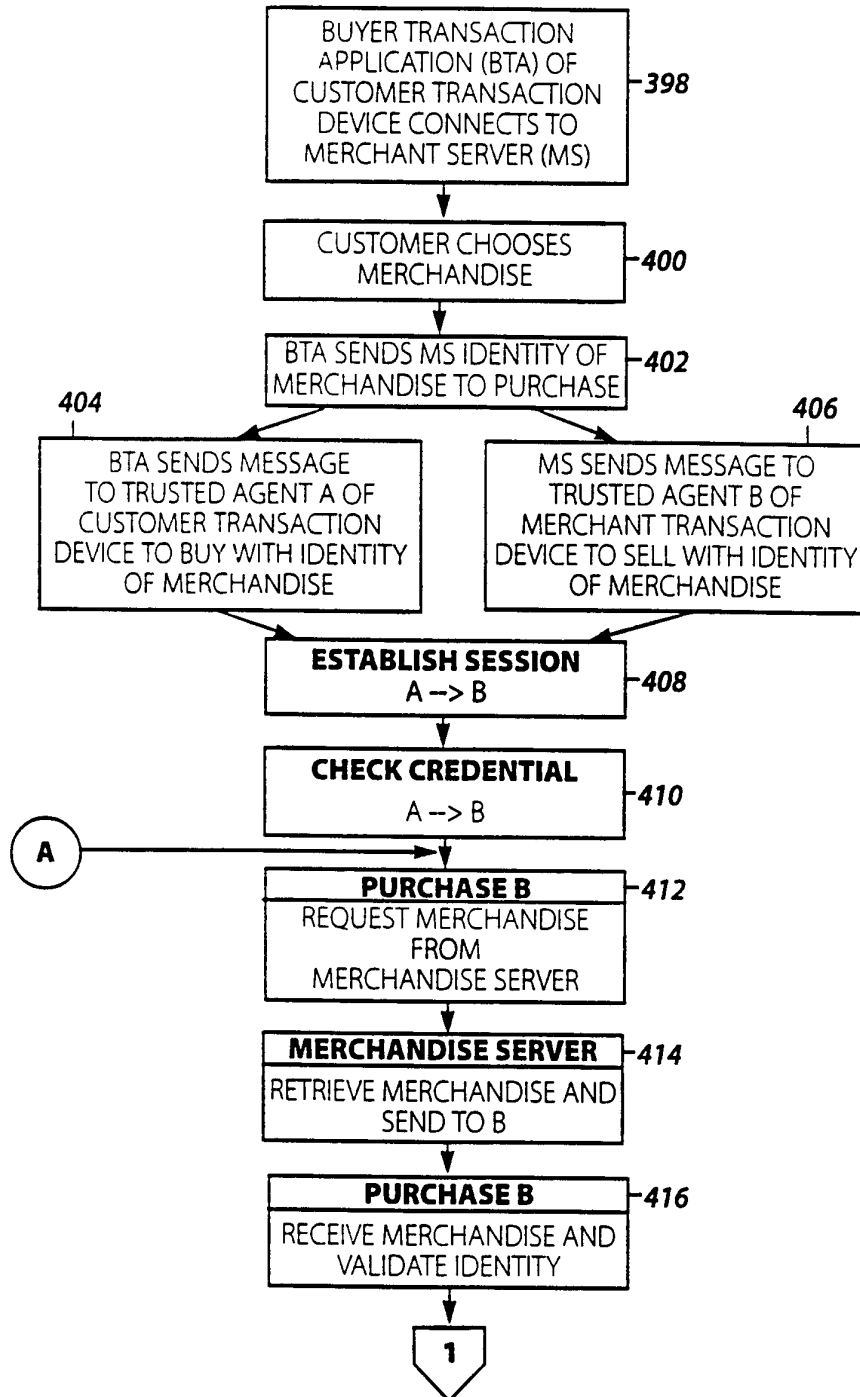 BUYER TRANSACTION
APPLICATION (BTA) OF
CUSTOMER TRANSACTION
DEVICE CONNECTS TO
MERCHANT SERVER (MS)
398
CUSTOMER CHOOSES
MERCHANDISE
400
BTA SENDS MS IDENTITY OF
MERCHANDISE TO PURCHASE
402
404
BTA SENDS MESSAGE
TO TRUSTED AGENT A OF
CUSTOMER TRANSACTION
DEVICE TO BUY WITH IDENTITY
OF MERCHANDISE
406
MS SENDS MESSAGE TO
TRUSTED AGENT B OF
MERCHANT TRANSACTION
DEVICE TO SELL WITH IDENTITY
OF MERCHANDISE
ESTABLISH SESSION
A --> B
408
CHECK CREDENTIAL
A --> B
410
A
PURCHASE B
412
REQUEST MERCHANDISE
FROM
MERCHANDISE SERVER
MERCHANDISE SERVER
414
RETRIEVE MERCHANDISE AND
SEND TO B
PURCHASE B
416
RECEIVE MERCHANDISE AND
VALIDATE IDENTITY
1